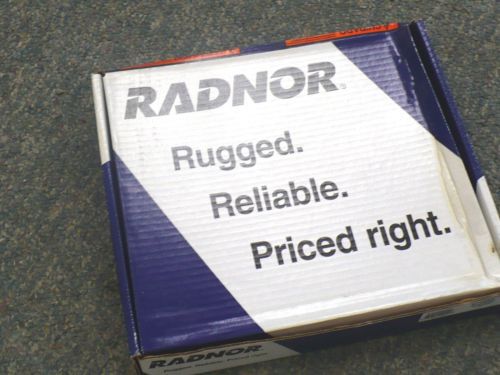 RADNOR®
Rugged.
Reliable.
Priced right.
RADNOR